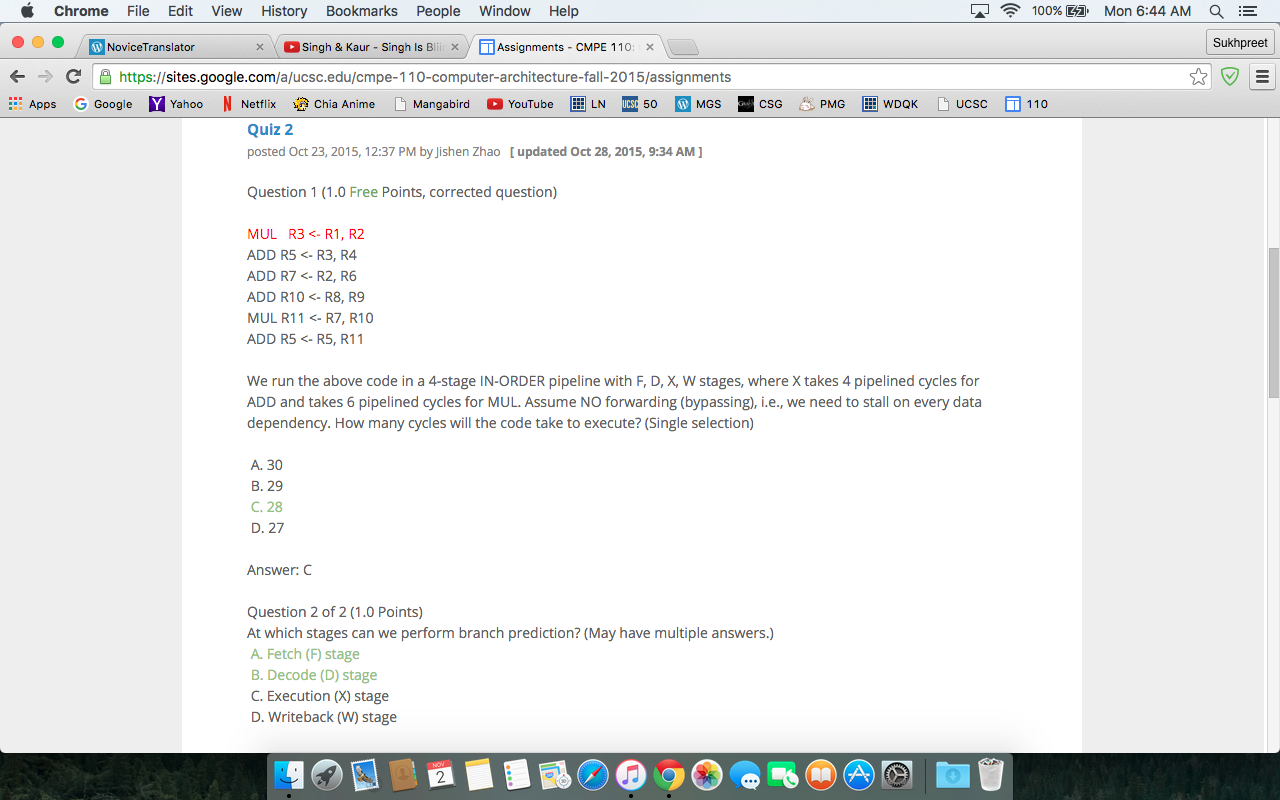 Chrome File Edit View History Bookmarks People Window Help 100% Mon 6:44 AM
NoviceTranslator Singh & Kaur - Singh Is Bli Assignments - CMPE 110: Sukhpreet
https://sites.google.com/a/ucsc.edu/cmpe-110-computer-architecture-fall-2015/assignments
Apps Google Yahoo Netflix Chia Anime Mangabird YouTube LN UCSC 50 MGS CSG PMG WDQK UCSC 110
Quiz 2
posted Oct 23, 2015, 12:37 PM by Jishen Zhao [ updated Oct 28, 2015, 9:34 AM ]
Question 1 (1.0 Free Points, corrected question)
MUL R3 <- R1, R2
ADD R5 <- R3, R4
ADD R7 <- R2, R6
ADD R10 <- R8, R9
MUL R11 <- R7, R10
ADD R5 <- R5, R11
We run the above code in a 4-stage IN-ORDER pipeline with F, D, X, W stages, where X takes 4 pipelined cycles for
ADD and takes 6 pipelined cycles for MUL. Assume NO forwarding (bypassing), i.e., we need to stall on every data
dependency. How many cycles will the code take to execute? (Single selection)
A. 30
B. 29
C. 28
D. 27
Answer: C
Question 2 of 2 (1.0 Points)
At which stages can we perform branch prediction? (May have multiple answers.)
A. Fetch (F) stage
B. Decode (D) stage
C. Execution (X) stage
D. Writeback (W) stage
NOV
2